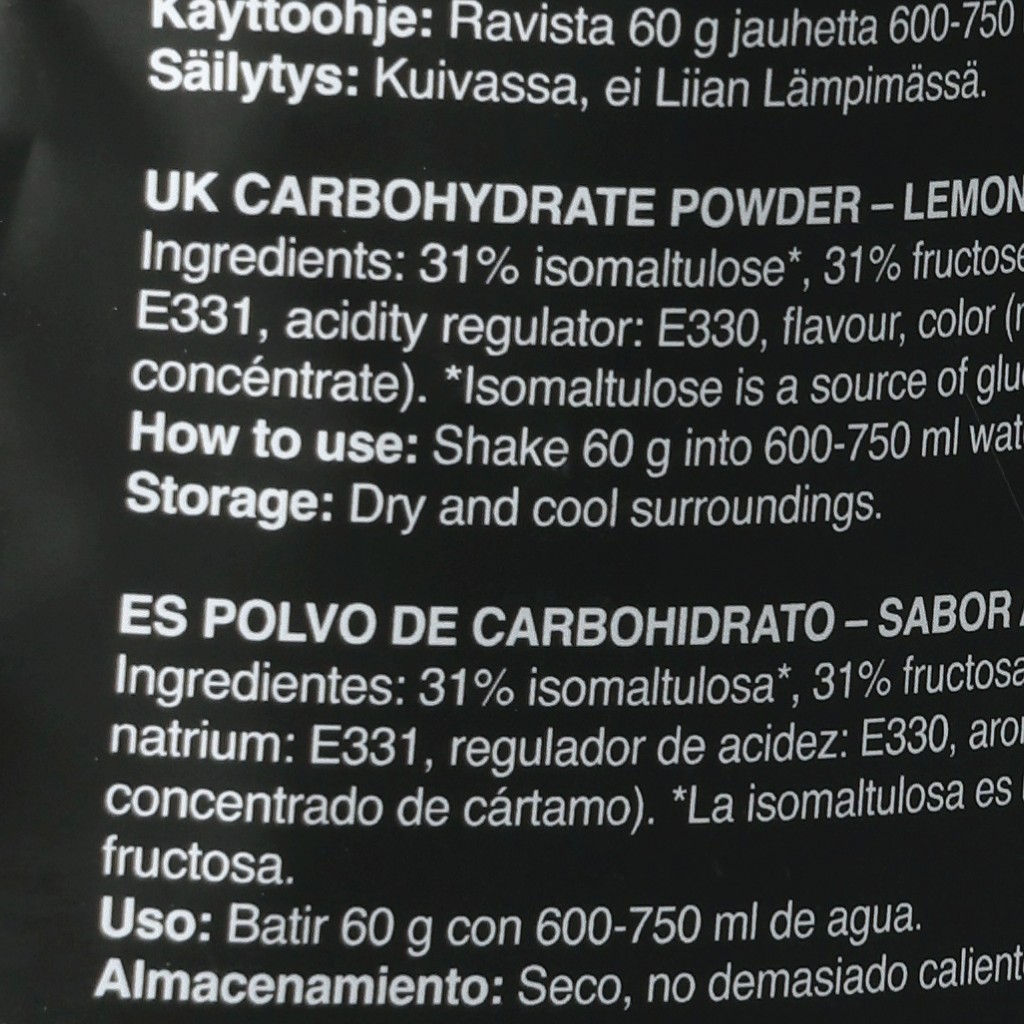 Käyttöohje: Ravista 60 g jauhetta 600-750
Säilytys: Kuivassa, ei Liian Lämpimässä.
UK CARBOHYDRATE POWDER – LEMON
Ingredients: 31% isomaltulose*, 31% fructose
E331, acidity regulator: E330, flavour, color (
concéntrate). *Isomaltulose is a source of
How to use: Shake 60 g into 600-750 ml
Storage: Dry and cool surroundings.
ES POLVO DE CARBOHIDRATO – SABOR
Ingredientes: 31% isomaltulosa*, 31% fructosa
natrium: E331, regulador de acidez: E330,
concentrado de cártamo). *La isomaltulosa es
fructosa.
Uso: Batir 60 g con 600-750 ml de agua.
Almacenamiento: Seco, no demasiado